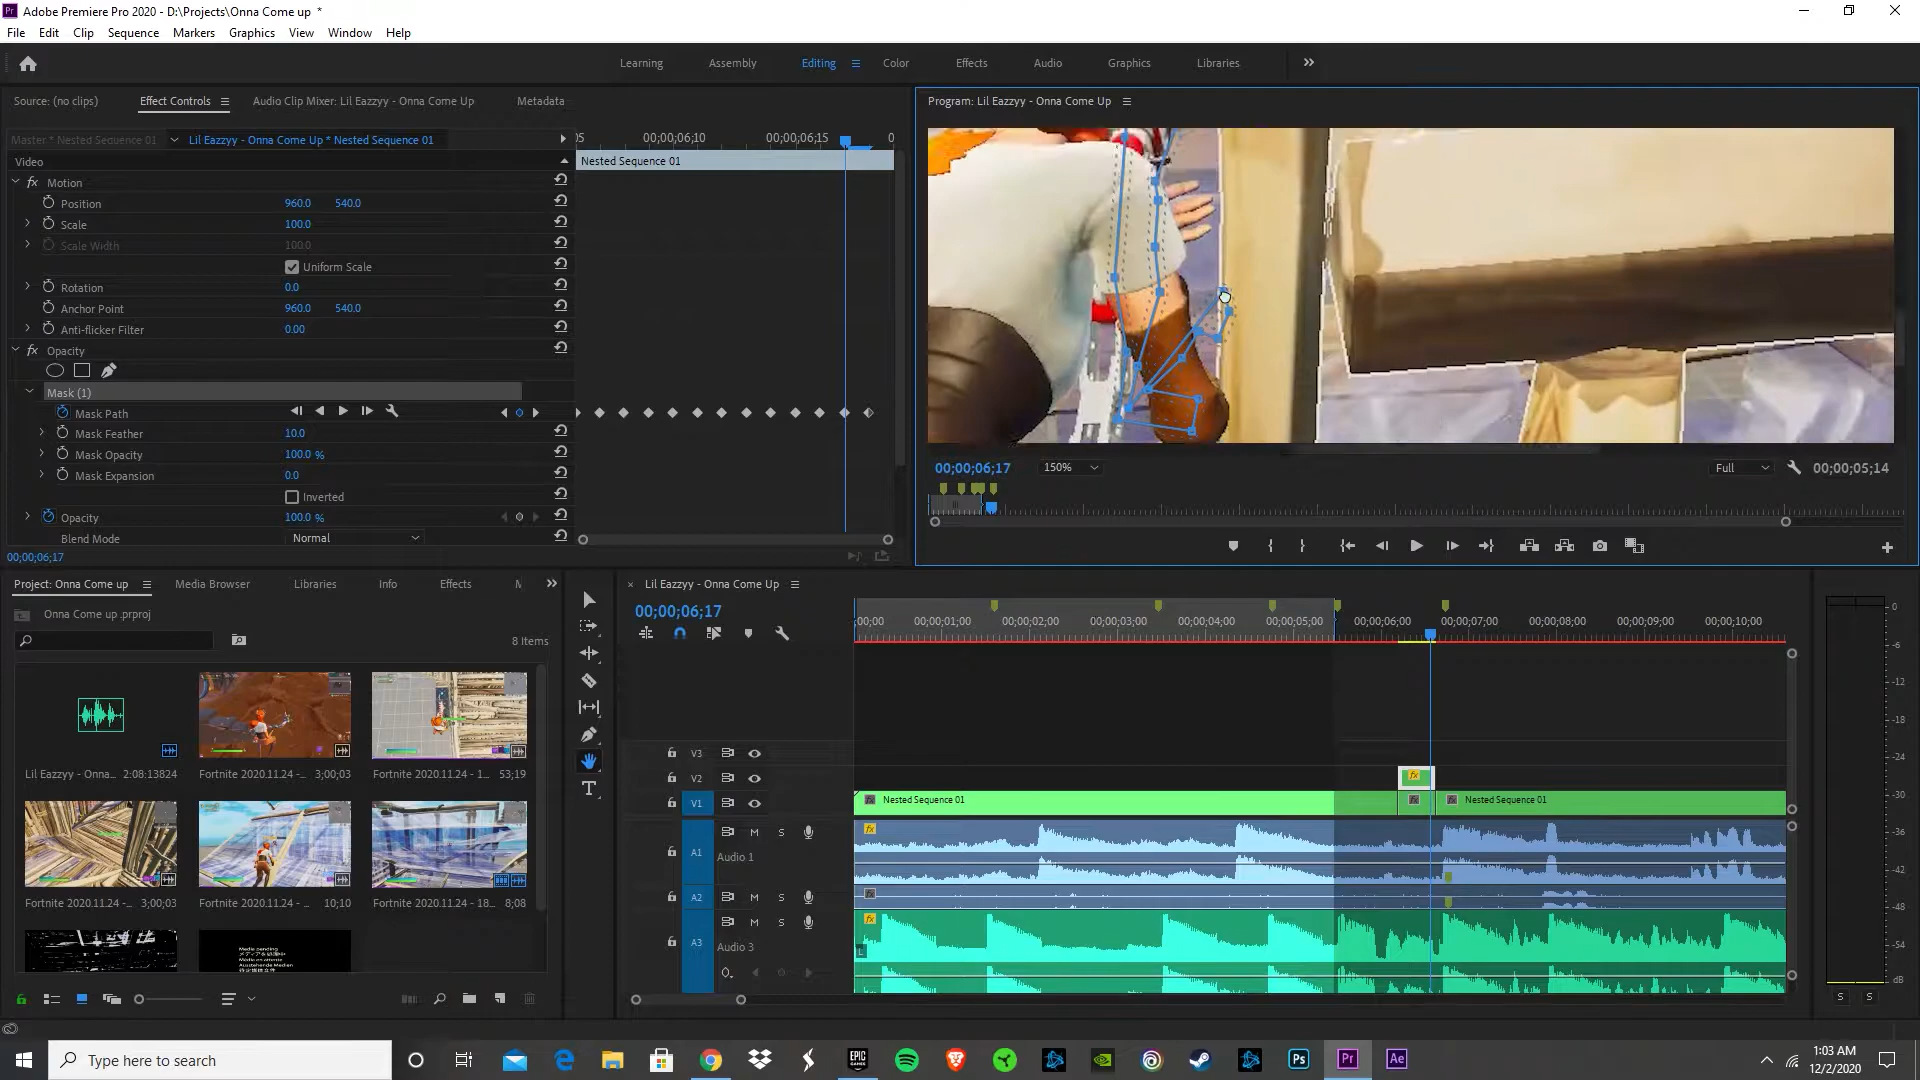 Adobe Premiere Pro 2020 - D:\Projects\Onna Come up *
File Edit Clip Sequence Markers Graphics View Window Help
Learning Assembly Editing Color Effects Audio Graphics Libraries
Source: (no clips) Effect Controls Audio Clip Mixer: Lil Eazzyy - Onna Come Up Metadata
Program: Lil Eazzyy - Onna Come Up
Master * Nested Sequence 01 Lil Eazzyy - Onna Come Up * Nested Sequence 01
00;00;06;10 00;00;06;15 0
Video
Nested Sequence 01
Motion
Position 960.0 540.0
Scale 100.0
Scale Width 100.0
Uniform Scale
Rotation 0.0
Anchor Point 960.0 540.0
Anti-flicker Filter 0.00
Opacity
Mask (1)
Mask Path
Mask Feather 10.0
Mask Opacity 100.0 %
Mask Expansion 0.0
Inverted
Opacity 100.0 %
Blend Mode Normal
00;00;06;17
00;00;06;17 150% Full 00;00;05;14
Project: Onna Come up Media Browser Libraries Info Effects
Onna Come up .prproj
8 Items
Lil Eazzyy - Onna... 2:08:13824
Fortnite 2020.11.24 -... 3;00;03
Fortnite 2020.11.24 - 1... 53;19
Fortnite 2020.11.24 -... 3;00;03
Fortnite 2020.11.24 - ... 10;10
Fortnite 2020.11.24 - 18... 8;08
Media pending
Lil Eazzyy - Onna Come Up
00;00;06;17
;00;00 00;00;01;00 00;00;02;00 00;00;03;00 00;00;04;00 00;00;05;00 00;00;06;00 00;00;07;00 00;00;08;00 00;00;09;00 00;00;10;00
V3
V2
V1
Nested Sequence 01
Nested Sequence 01
A1 M S
Audio 1
A2 M S
A3 M S
Audio 3
L
0
-6
-12
-18
-24
-30
-36
-42
-48
-54
dB
S S
Type here to search
1:03 AM
12/2/2020